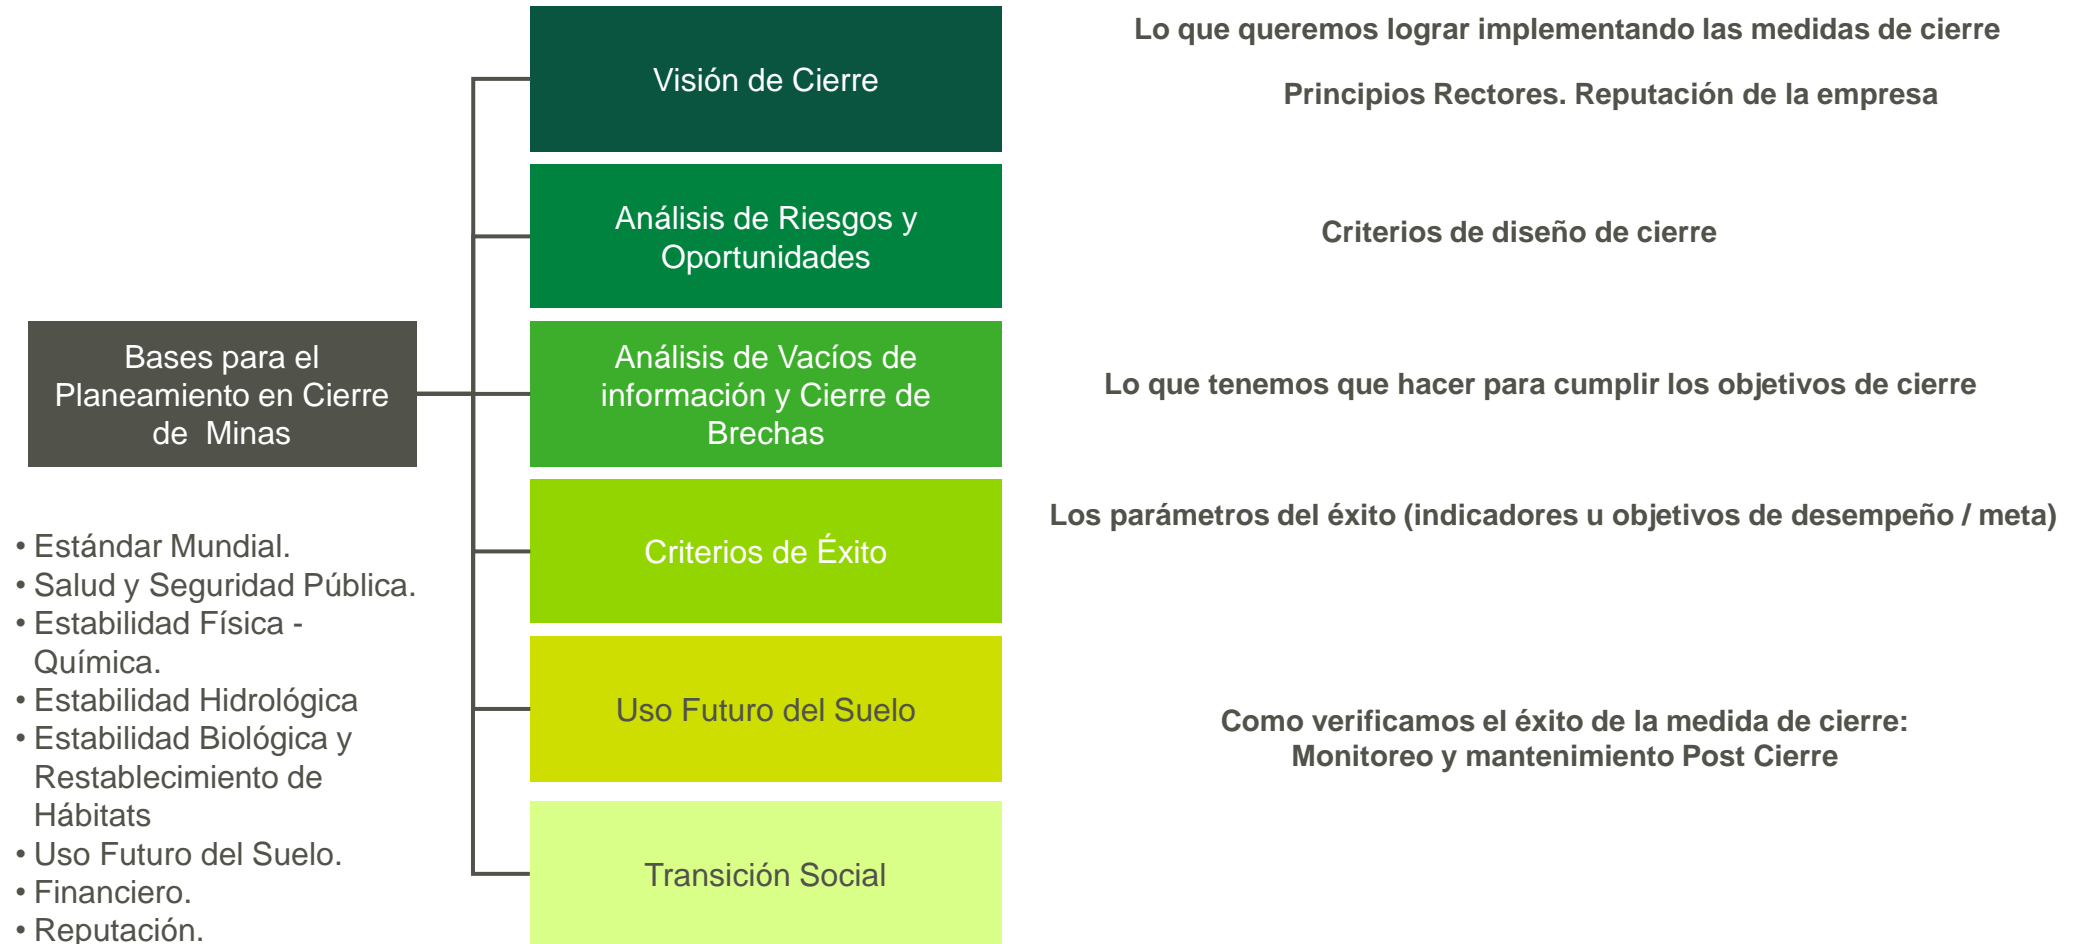 Visión de Cierre
Lo que queremos lograr implementando las medidas de cierre
Principios Rectores. Reputación de la empresa
Análisis de Riesgos y
Oportunidades
Criterios de diseño de cierre
Bases para el
Planeamiento en Cierre
de  Minas
Análisis de Vacíos de
información y Cierre de
Brechas
Lo que tenemos que hacer para cumplir los objetivos de cierre
Criterios de Éxito
Los parámetros del éxito (indicadores u objetivos de desempeño / meta)
Uso Futuro del Suelo
Como verificamos el éxito de la medida de cierre:
Monitoreo y mantenimiento Post Cierre
Transición Social
• Estándar Mundial.
• Salud y Seguridad Pública.
• Estabilidad Física -
Química.
• Estabilidad Hidrológica
• Estabilidad Biológica y
Restablecimiento de
Hábitats
• Uso Futuro del Suelo.
• Financiero.
• Reputación.